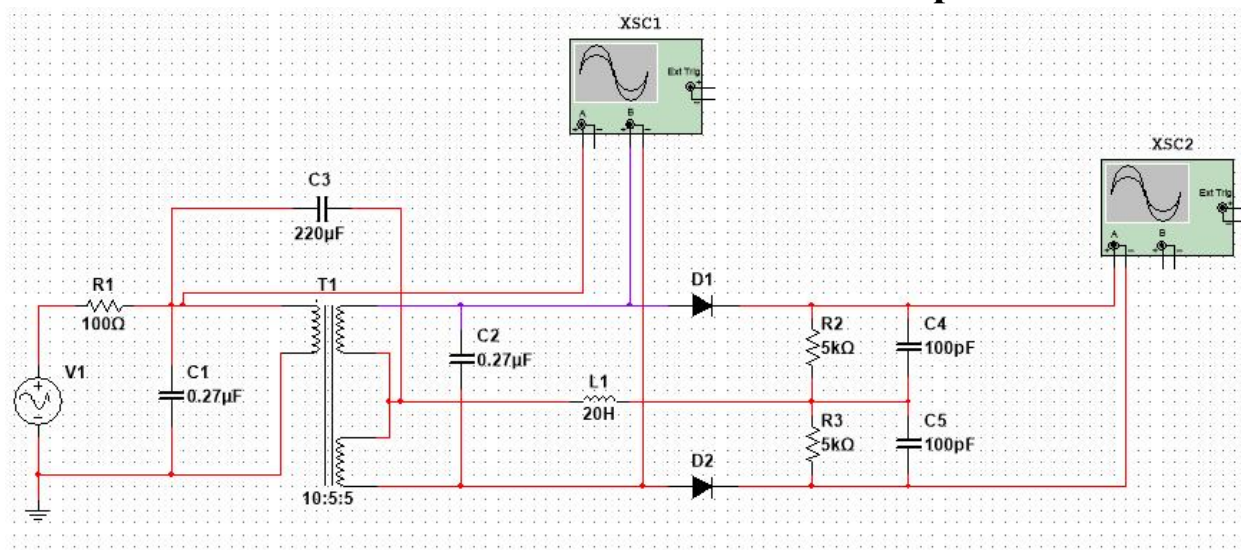 XSC1
Ext Trig
+
−
A
B
+ − + −
XSC2
Ext Trig
+
−
A
B
+ − + −
C3
220µF
R1
100Ω
T1
D1
V1
+
−
C1
0.27µF
C2
0.27µF
R2
5kΩ
C4
100pF
L1
20H
R3
5kΩ
C5
100pF
D2
10:5:5